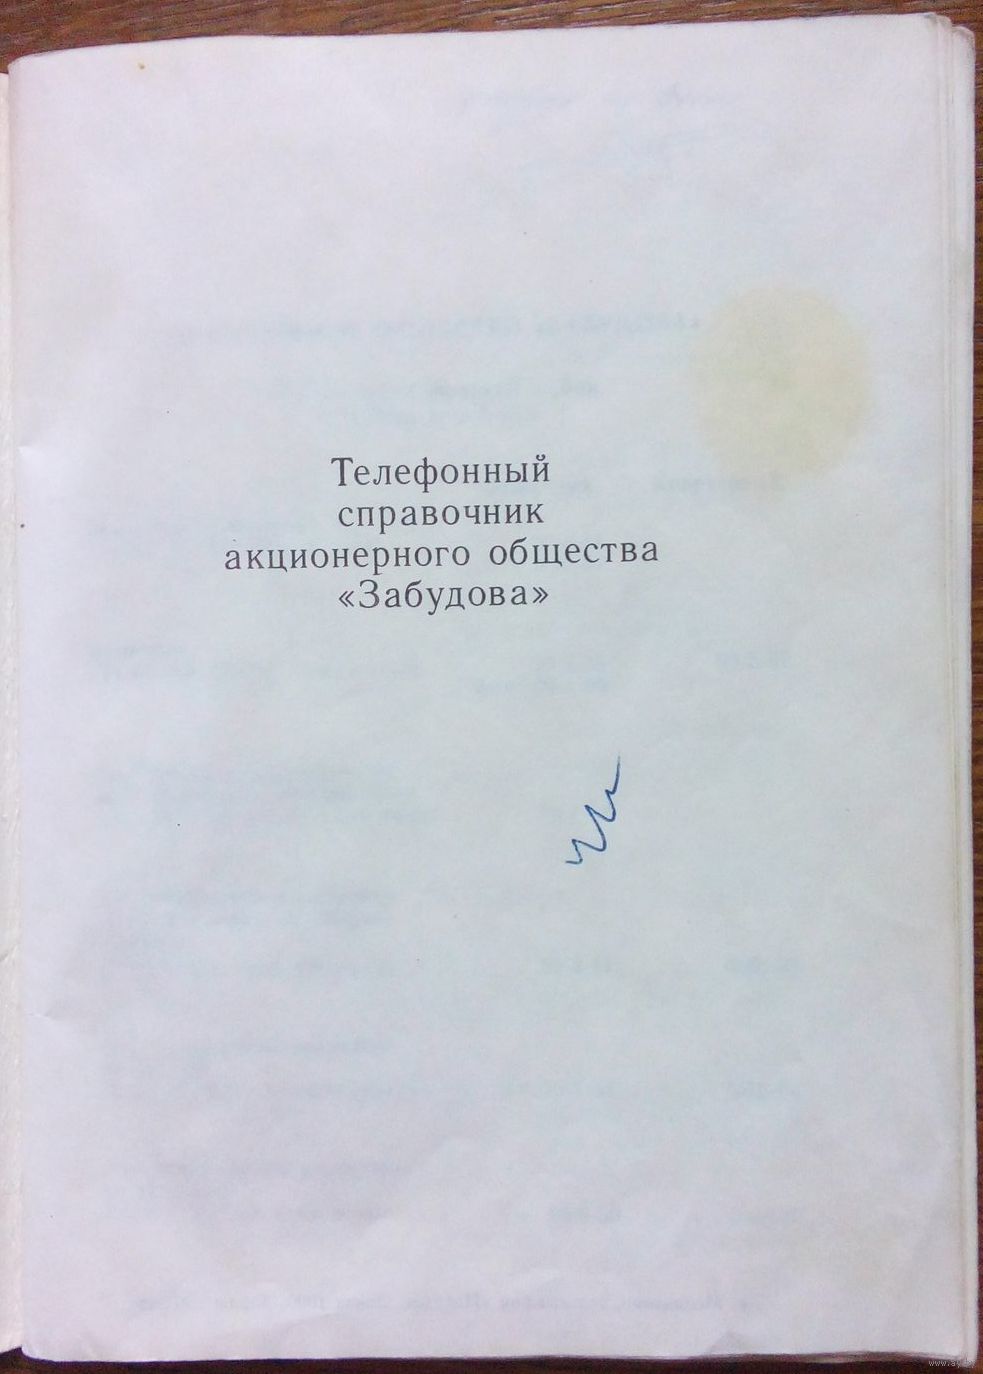 Телефонный
справочник
акционерного общества
«Забудова»